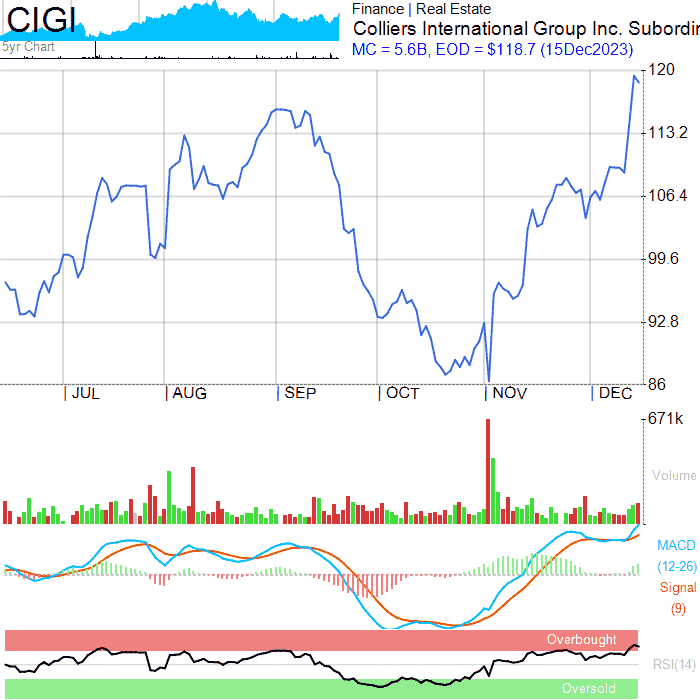 CIGI
5yr Chart
Finance | Real Estate
Colliers International Group Inc. Subordin
MC = 5.6B, EOD = $118.7 (15Dec2023)
120
113.2
106.4
99.6
92.8
86
JUL AUG SEP OCT NOV DEC
671k
Volume
MACD
(12-26)
Signal
(9)
Overbought
RSI(14)
Oversold